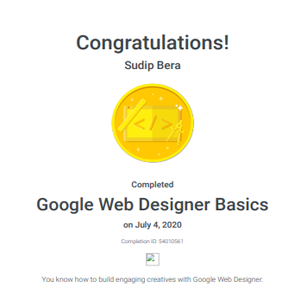 Congratulations!
Sudip Bera
</>
Completed
Google Web Designer Basics
on July 4, 2020
Completion ID: 54010561
You know how to build engaging creatives with Google Web Designer.